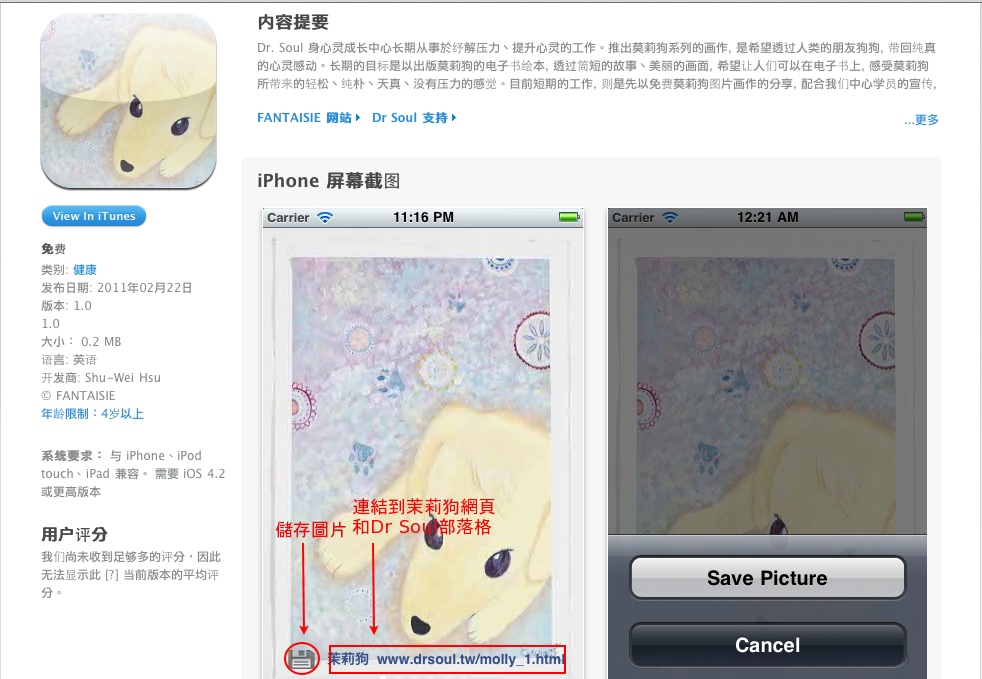 内容提要
Dr. Soul 身心灵成长中心长期从事於纾解压力、提升心灵的工作。推出莫莉狗系列的画作, 是希望透过人类的朋友狗狗, 带回纯真
的心灵感动。长期的目标是以出版莫莉狗的电子书绘本, 透过简短的故事、美丽的画面, 希望让人们可以在电子书上, 感受莫莉狗
所带来的轻松、纯朴、天真、没有压力的感觉。目前短期的工作, 则是先以免费莫莉狗图片画作的分享, 配合我们中心学员的宣传,
FANTAISIE 网站
Dr Soul 支持
...更多
View In iTunes
免费
类别: 健康
发布日期: 2011年02月22日
版本: 1.0
1.0
大小： 0.2 MB
语言: 英语
开发商: Shu-Wei Hsu
© FANTAISIE
年龄限制：4岁以上
系统要求： 与 iPhone、iPod
touch、iPad 兼容。 需要 iOS 4.2
或更高版本
用户评分
我们尚未收到足够多的评分，因此
无法显示此 [?] 当前版本的平均评
分。
iPhone 屏幕截图
Carrier 11:16 PM
儲存圖片
連結到茉莉狗網頁
和Dr Soul部落格
茉莉狗 www.drsoul.tw/molly_1.html
Carrier 12:21 AM
Save Picture
Cancel